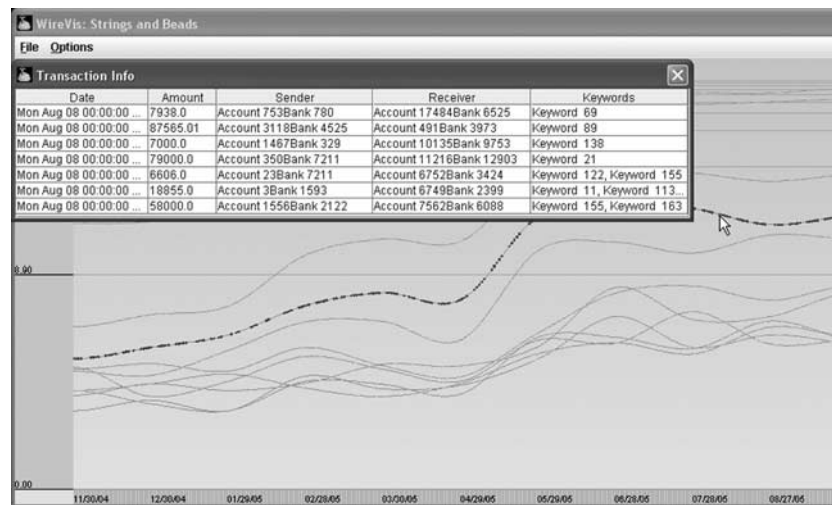 WireVis: Strings and Beads
File Options
Transaction Info
Date Amount Sender Receiver Keywords
Mon Aug 08 00:00:00 ... 7938.0 Account 753Bank 780 Account 17484Bank 6525 Keyword 69
Mon Aug 08 00:00:00 ... 87565.01 Account 3118Bank 4525 Account 491Bank 3973 Keyword 89
Mon Aug 08 00:00:00 ... 7000.0 Account 1467Bank 329 Account 10135Bank 9753 Keyword 138
Mon Aug 08 00:00:00 ... 79000.0 Account 350Bank 7211 Account 11216Bank 12903 Keyword 21
Mon Aug 08 00:00:00 ... 6606.0 Account 23Bank 7211 Account 6752Bank 3424 Keyword 122, Keyword 155
Mon Aug 08 00:00:00 ... 18855.0 Account 3Bank 1593 Account 6749Bank 2399 Keyword 11, Keyword 113...
Mon Aug 08 00:00:00 ... 58000.0 Account 1556Bank 2122 Account 7562Bank 6088 Keyword 155, Keyword 163
8.90
0.00
11/30/04 12/30/04 01/29/05 02/28/05 03/30/05 04/29/05 05/29/05 06/28/05 07/28/05 08/27/05